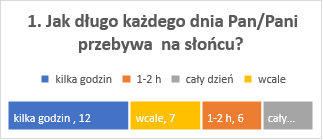 1. Jak długo każdego dnia Pan/Pani
przebywa na słońcu?
kilka godzin 1-2 h cały dzień wcale
kilka godzin , 12 wcale, 7 1-2 h, 6 cały...